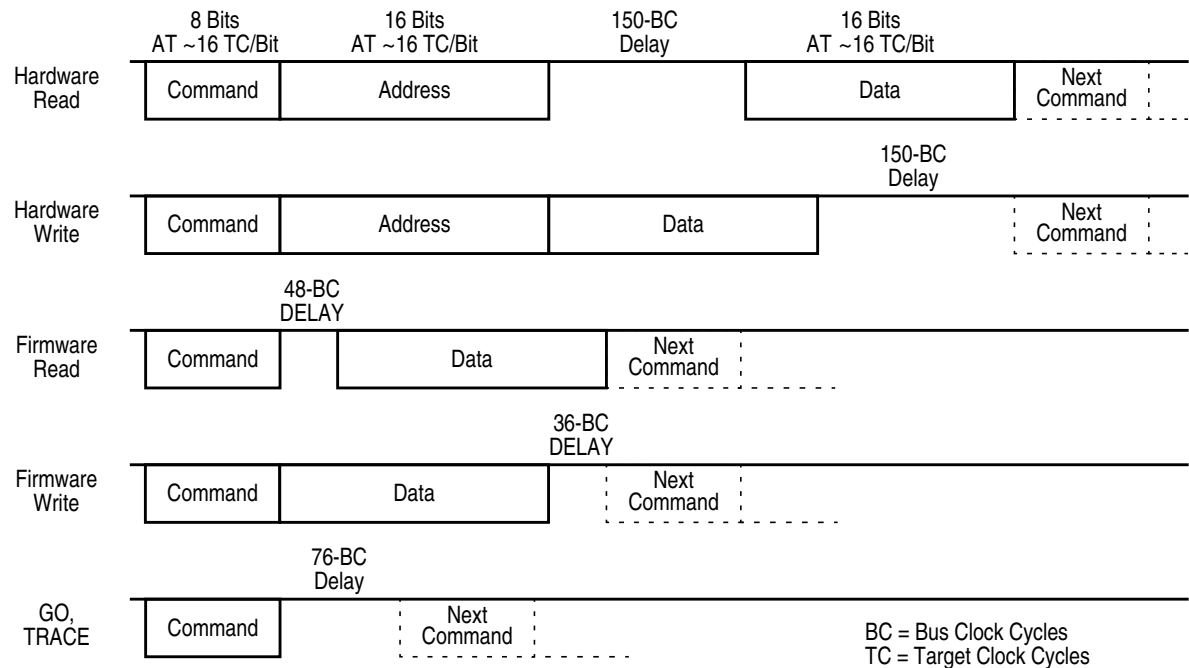 8 Bits
AT ~16 TC/Bit
16 Bits
AT ~16 TC/Bit
150-BC
Delay
16 Bits
AT ~16 TC/Bit
Hardware
Read
Command
Address
Data
Next
Command
150-BC
Delay
Hardware
Write
Command
Address
Data
Next
Command
48-BC
DELAY
Firmware
Read
Command
Data
Next
Command
36-BC
DELAY
Firmware
Write
Command
Data
Next
Command
76-BC
Delay
GO,
TRACE
Command
Next
Command
BC = Bus Clock Cycles
TC = Target Clock Cycles